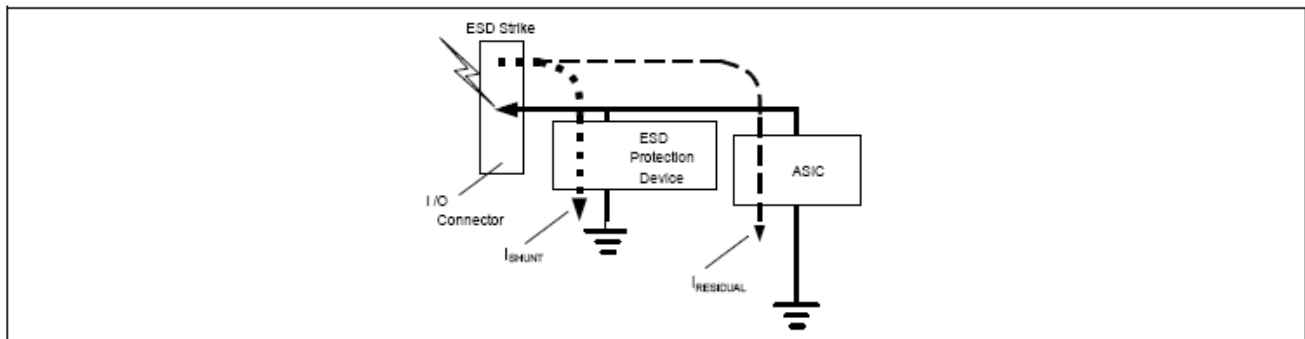 ESD Strike
ESD
Protection
Device
ASIC
I/O
Connector
ISHUNT
IRESIDUAL